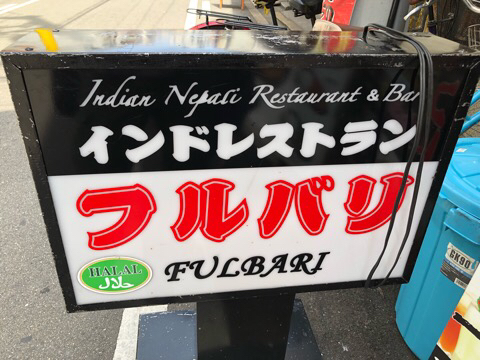 Indian Nepali Restaurant & Bar
インドレストラン
フルバリ
HALAL
حلال
FULBARI
6K90